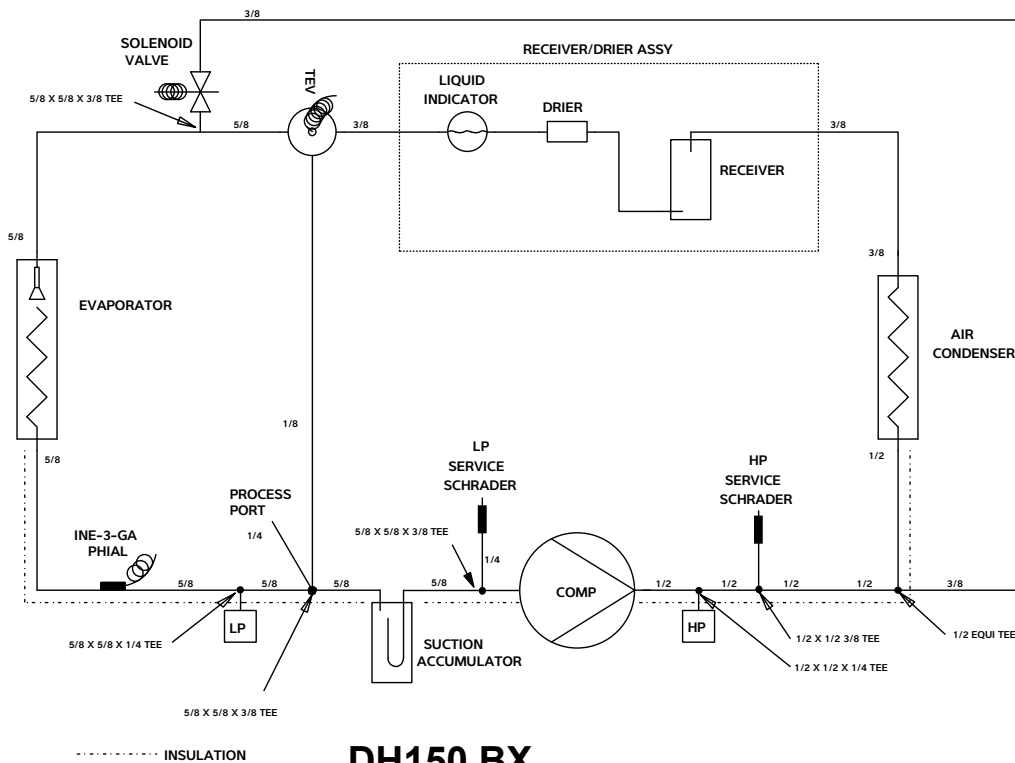 3/8
SOLENOID
VALVE
RECEIVER/DRIER ASSY
TEV
LIQUID
INDICATOR
DRIER
5/8 X 5/8 X 3/8 TEE
5/8
3/8
3/8
RECEIVER
5/8
3/8
EVAPORATOR
AIR
CONDENSER
1/8
5/8
1/2
LP
SERVICE
SCHRADER
HP
SERVICE
SCHRADER
PROCESS
PORT
1/4
INE-3-GA
PHIAL
5/8 X 5/8 X 3/8 TEE
1/4
5/8
5/8
5/8
5/8
COMP
1/2
1/2
1/2
1/2
3/8
LP
HP
5/8 X 5/8 X 1/4 TEE
SUCTION
ACCUMULATOR
1/2 X 1/2 3/8 TEE
1/2 EQUI TEE
1/2 X 1/2 X 1/4 TEE
5/8 X 5/8 X 3/8 TEE
INSULATION
DH150 BX